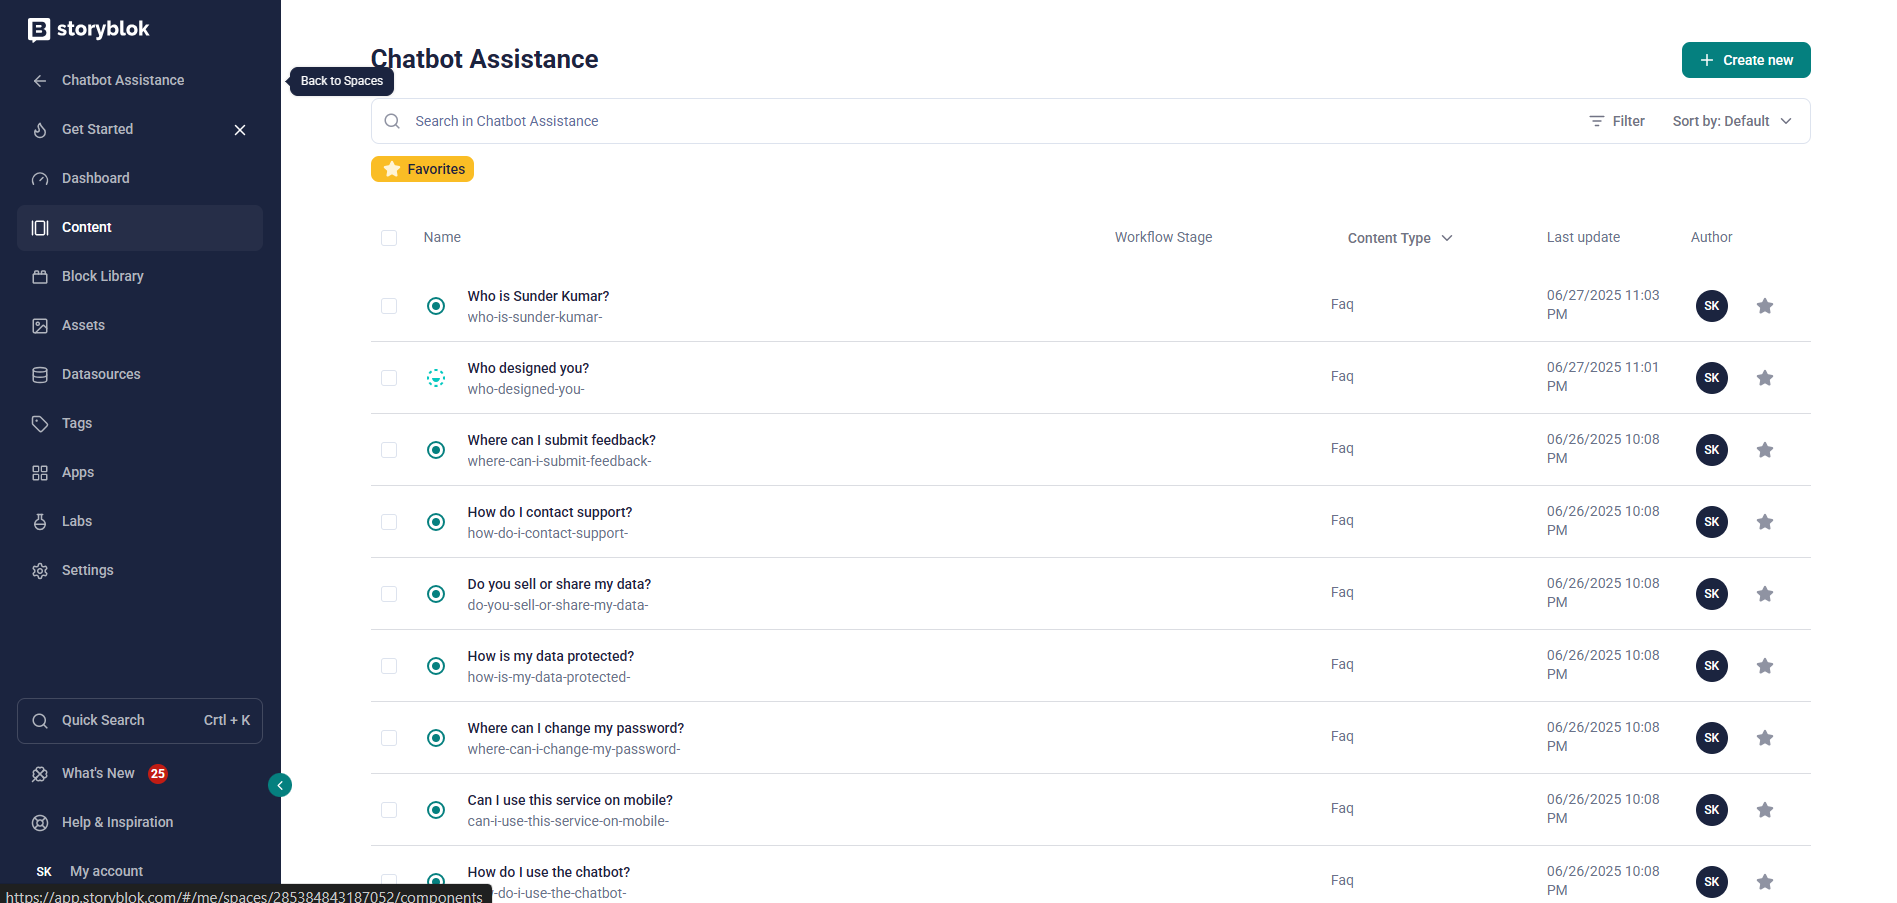 storyblok
Chatbot Assistance
Back to Spaces
Get Started
Dashboard
Content
Block Library
Assets
Datasources
Tags
Apps
Labs
Settings
Quick Search Crtl + K
What's New 25
Help & Inspiration
SK My account
https://app.storyblok.com/#/me/spaces/285384843187052/components
Chatbot Assistance
Create new
Search in Chatbot Assistance Filter Sort by: Default
Favorites
Name Workflow Stage Content Type Last update Author
Who is Sunder Kumar? Faq 06/27/2025 11:03 PM SK
who-is-sunder-kumar-
Who designed you? Faq 06/27/2025 11:01 PM SK
who-designed-you-
Where can I submit feedback? Faq 06/26/2025 10:08 PM SK
where-can-i-submit-feedback-
How do I contact support? Faq 06/26/2025 10:08 PM SK
how-do-i-contact-support-
Do you sell or share my data? Faq 06/26/2025 10:08 PM SK
do-you-sell-or-share-my-data-
How is my data protected? Faq 06/26/2025 10:08 PM SK
how-is-my-data-protected-
Where can I change my password? Faq 06/26/2025 10:08 PM SK
where-can-i-change-my-password-
Can I use this service on mobile? Faq 06/26/2025 10:08 PM SK
can-i-use-this-service-on-mobile-
How do I use the chatbot? Faq 06/26/2025 10:08 PM SK
-do-i-use-the-chatbot-